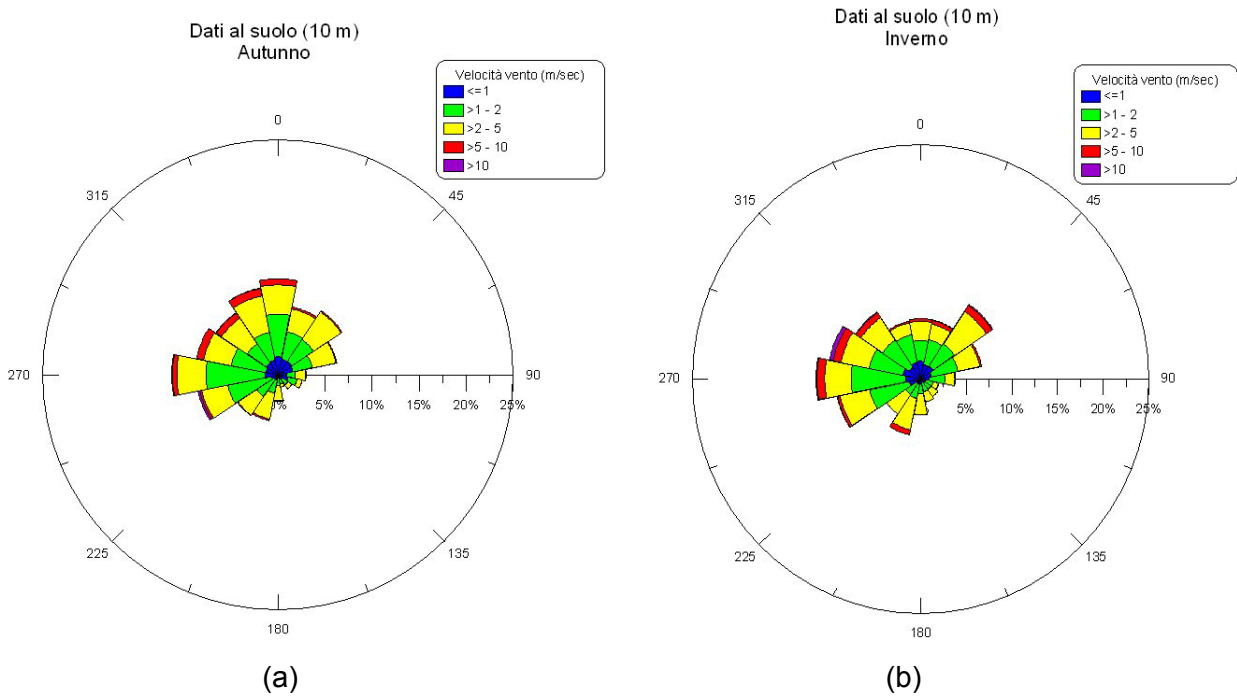 Dati al suolo (10 m)
Autunno
Velocità vento (m/sec)
<=1
>1 - 2
>2 - 5
>5 - 10
>10
0
45
90
135
180
225
270
315
5%
10%
15%
20%
25%
(a)
Dati al suolo (10 m)
Inverno
Velocità vento (m/sec)
<=1
>1 - 2
>2 - 5
>5 - 10
>10
0
45
90
135
180
225
270
315
5%
10%
15%
20%
25%
(b)